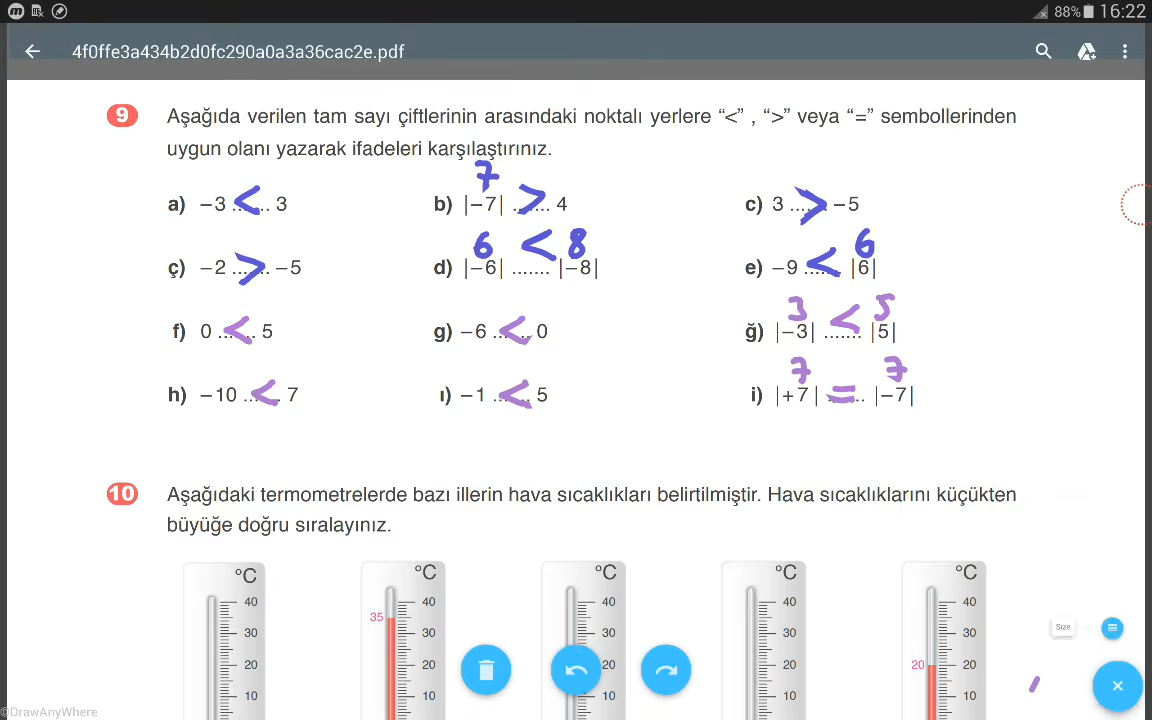 88% 16:22
4f0ffe3a434b2d0fc290a0a3a36cac2e.pdf
9 Aşağıda verilen tam sayı çiftlerinin arasındaki noktalı yerlere “<” , “>” veya “=” sembollerinden
uygun olanı yazarak ifadeleri karşılaştırınız.
7
a) −3 ..<.... 3 b) |−7| ..>.... 4 c) 3 ..>.... −5
6 < 8 6
ç) −2 ..>.... −5 d) |−6| ....... |−8| e) −9 ..<.... |6|
3 < 5
f) 0 ..<.... 5 g) −6 ..<.... 0 ğ) |−3| ....... |5|
7 7
h) −10 ..<.... 7 ı) −1 ..<.... 5 i) |+7| ..=.... |−7|
10 Aşağıdaki termometrelerde bazı illerin hava sıcaklıkları belirtilmiştir. Hava sıcaklıklarını küçükten
büyüğe doğru sıralayınız.
°C °C °C °C °C
40 40 40 40 40
35
30 30 30 30 30
Size
20 20 20 20 20 20
10 10 10 10 10
©DrawAnyWhere